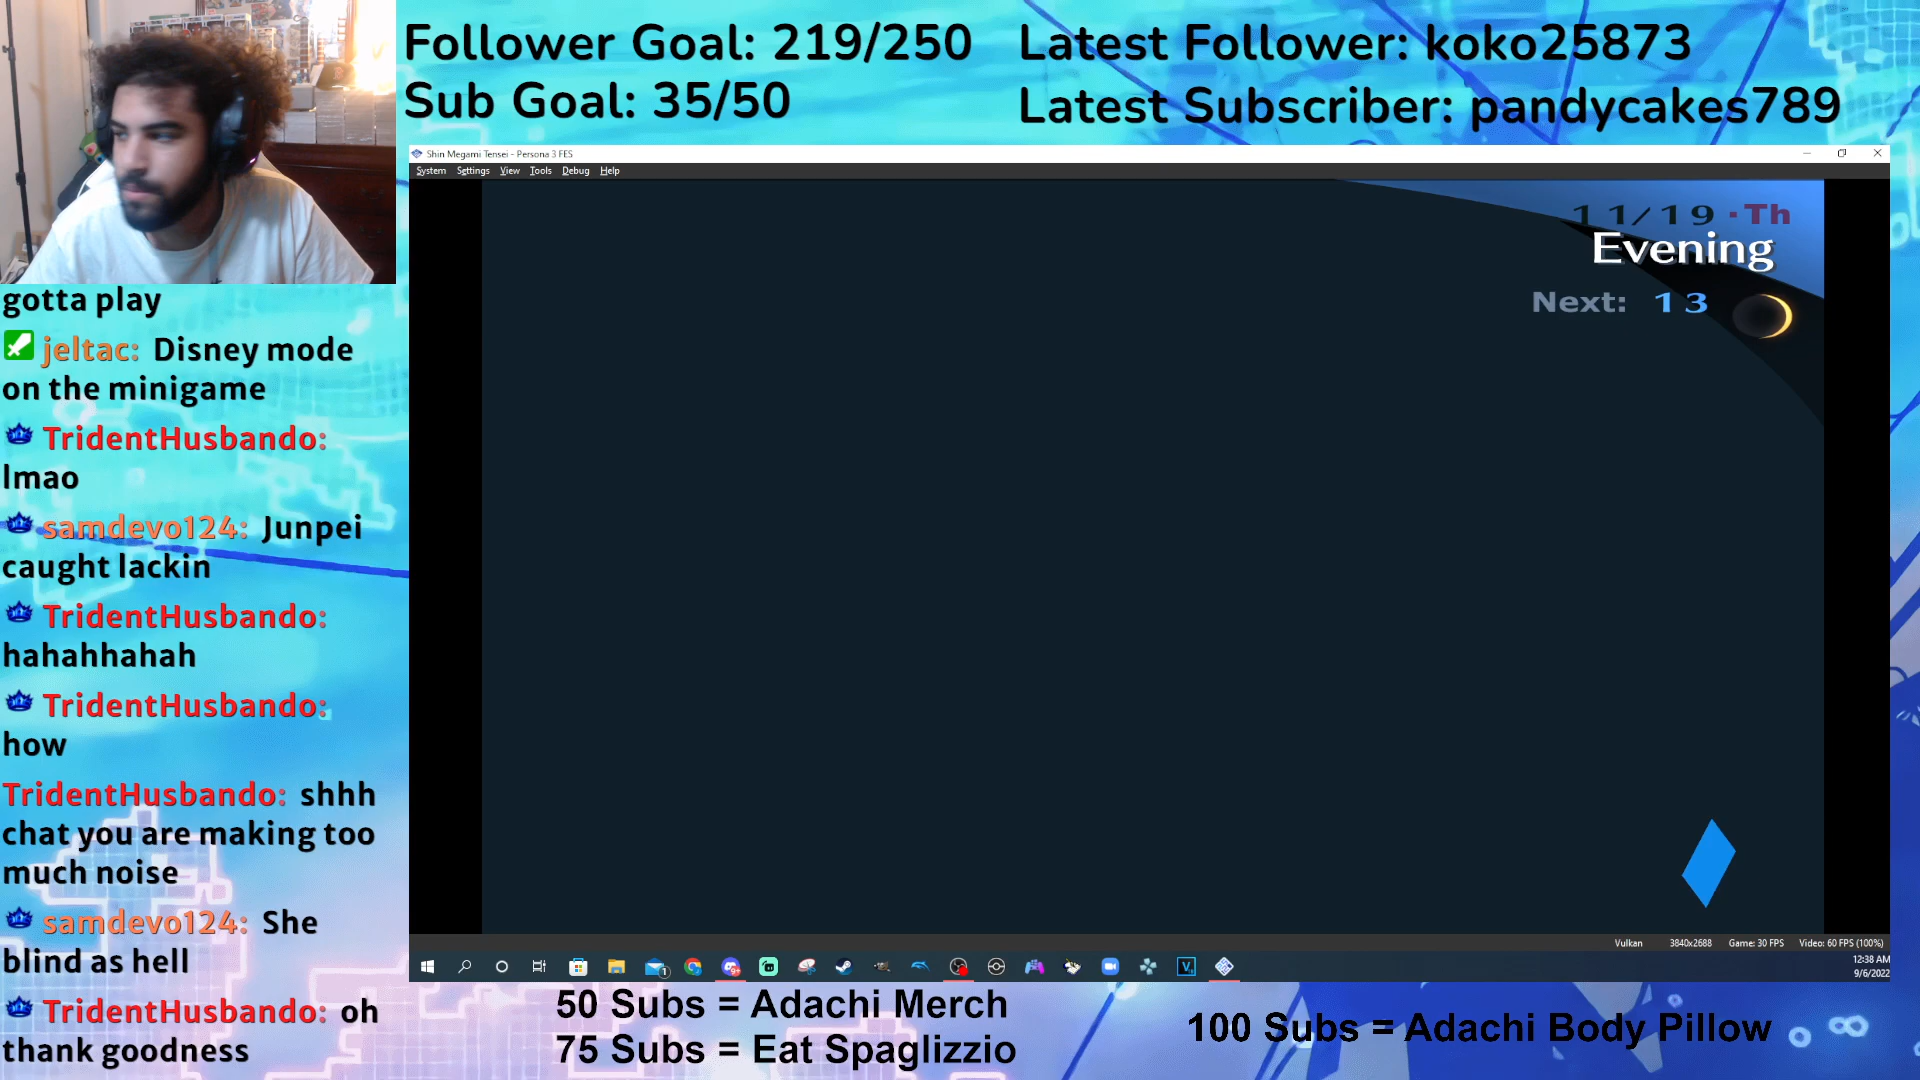 Follower Goal: 219/250
Sub Goal: 35/50
Latest Follower: koko25873
Latest Subscriber: pandycakes789
Shin Megami Tensei - Persona 3 FES
System Settings View Tools Debug Help
11/19 · Th
Evening
Next: 13
gotta play
jeltac: Disney mode
on the minigame
TridentHusbando:
lmao
samdevo124: Junpei
caught lackin
TridentHusbando:
hahahhahah
TridentHusbando:
how
TridentHusbando: shhh
chat you are making too
much noise
samdevo124: She
blind as hell
TridentHusbando: oh
thank goodness
Vulkan 3840x2688 Game: 30 FPS Video: 60 FPS (100%)
12:38 AM
9/6/2022
50 Subs = Adachi Merch
75 Subs = Eat Spaglizzio
100 Subs = Adachi Body Pillow